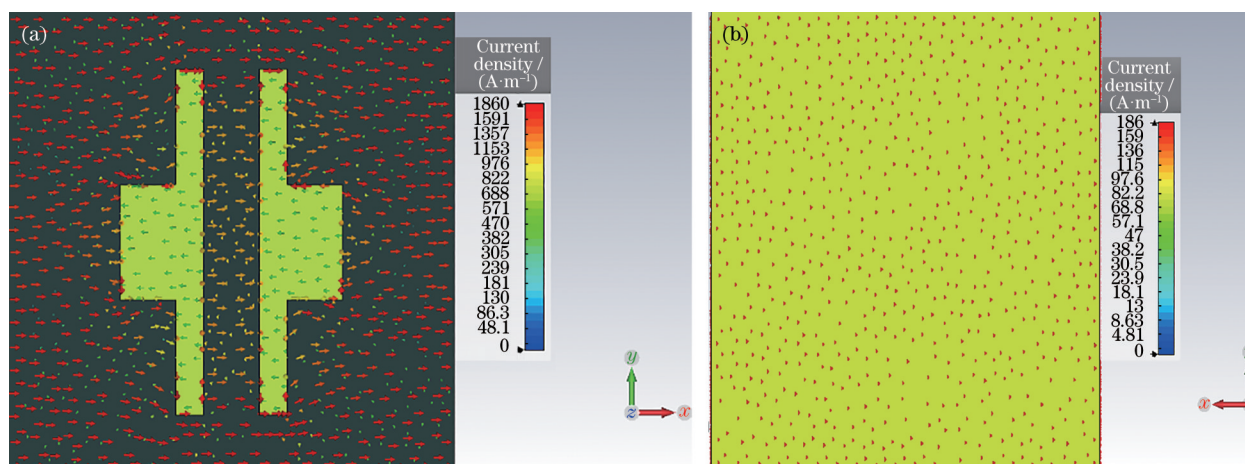 (a)
Current
density /
(A·m⁻¹)
1860
1591
1357
1153
976
822
688
571
470
382
305
239
181
130
86.3
48.1
0
y
z
x
(b)
Current
density /
(A·m⁻¹)
186
159
136
115
97.6
82.2
68.8
57.1
47
38.2
30.5
23.9
18.1
13
8.63
4.81
0
x